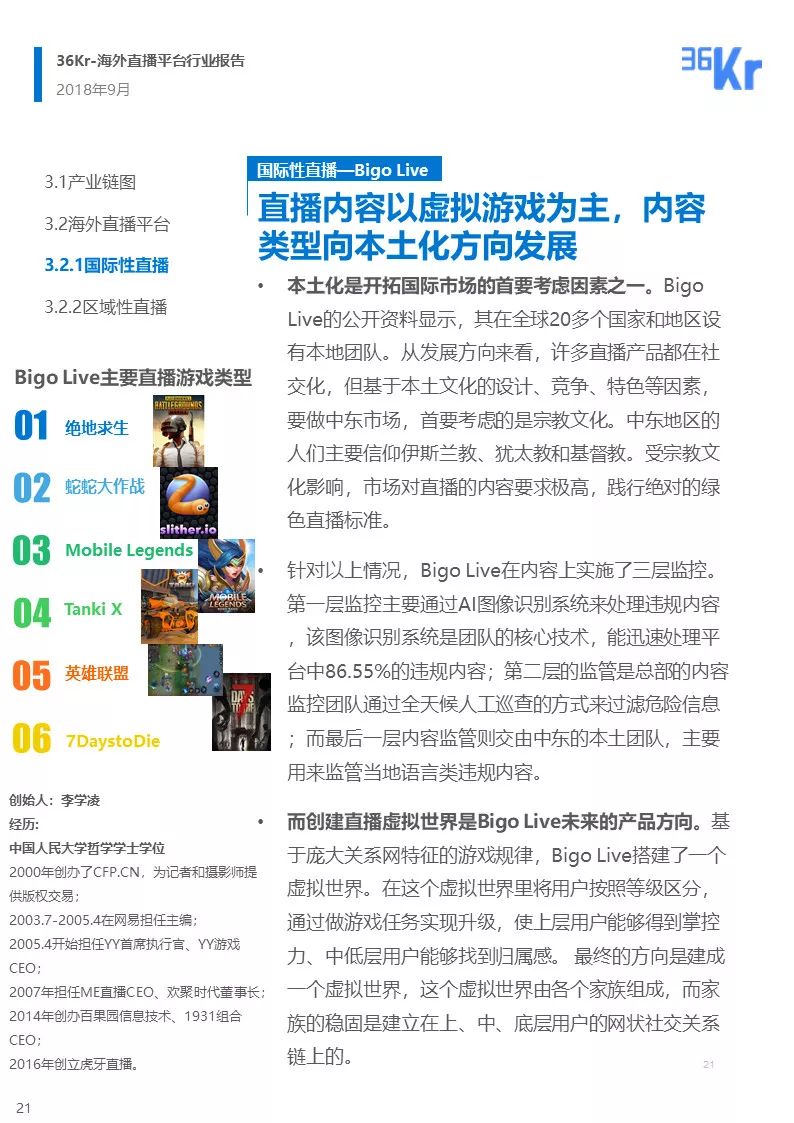 36Kr-海外直播平台行业报告
2018年9月
36Kr
3.1产业链图
3.2海外直播平台
3.2.1国际性直播
3.2.2区域性直播
Bigo Live主要直播游戏类型
01 绝地求生
BATTLEGROUNDS
02 蛇蛇大作战
slither.io
03 Mobile Legends
MOBILE
LEGENDS
04 Tanki X
05 英雄联盟
06 7DaystoDie
创始人：李学凌
经历:
中国人民大学哲学学士学位
2000年创办了CFP.CN，为记者和摄影师提
供版权交易；
2003.7-2005.4在网易担任主编；
2005.4开始担任YY首席执行官、YY游戏
CEO；
2007年担任ME直播CEO、欢聚时代董事长；
2014年创办百果园信息技术、1931组合
CEO；
2016年创立虎牙直播。
国际性直播—Bigo Live
直播内容以虚拟游戏为主，内容
类型向本土化方向发展
• 本土化是开拓国际市场的首要考虑因素之一。Bigo
Live的公开资料显示，其在全球20多个国家和地区设
有本地团队。从发展方向来看，许多直播产品都在社
交化，但基于本土文化的设计、竞争、特色等因素，
要做中东市场，首要考虑的是宗教文化。中东地区的
人们主要信仰伊斯兰教、犹太教和基督教。受宗教文
化影响，市场对直播的内容要求极高，践行绝对的绿
色直播标准。
• 针对以上情况，Bigo Live在内容上实施了三层监控。
第一层监控主要通过AI图像识别系统来处理违规内容
，该图像识别系统是团队的核心技术，能迅速处理平
台中86.55%的违规内容；第二层的监管是总部的内容
监控团队通过全天候人工巡查的方式来过滤危险信息
；而最后一层内容监管则交由中东的本土团队，主要
用来监管当地语言类违规内容。
• 而创建直播虚拟世界是Bigo Live未来的产品方向。基
于庞大关系网特征的游戏规律，Bigo Live搭建了一个
虚拟世界。在这个虚拟世界里将用户按照等级区分，
通过做游戏任务实现升级，使上层用户能够得到掌控
力、中低层用户能够找到归属感。 最终的方向是建成
一个虚拟世界，这个虚拟世界由各个家族组成，而家
族的稳固是建立在上、中、底层用户的网状社交关系
链上的。
21
21